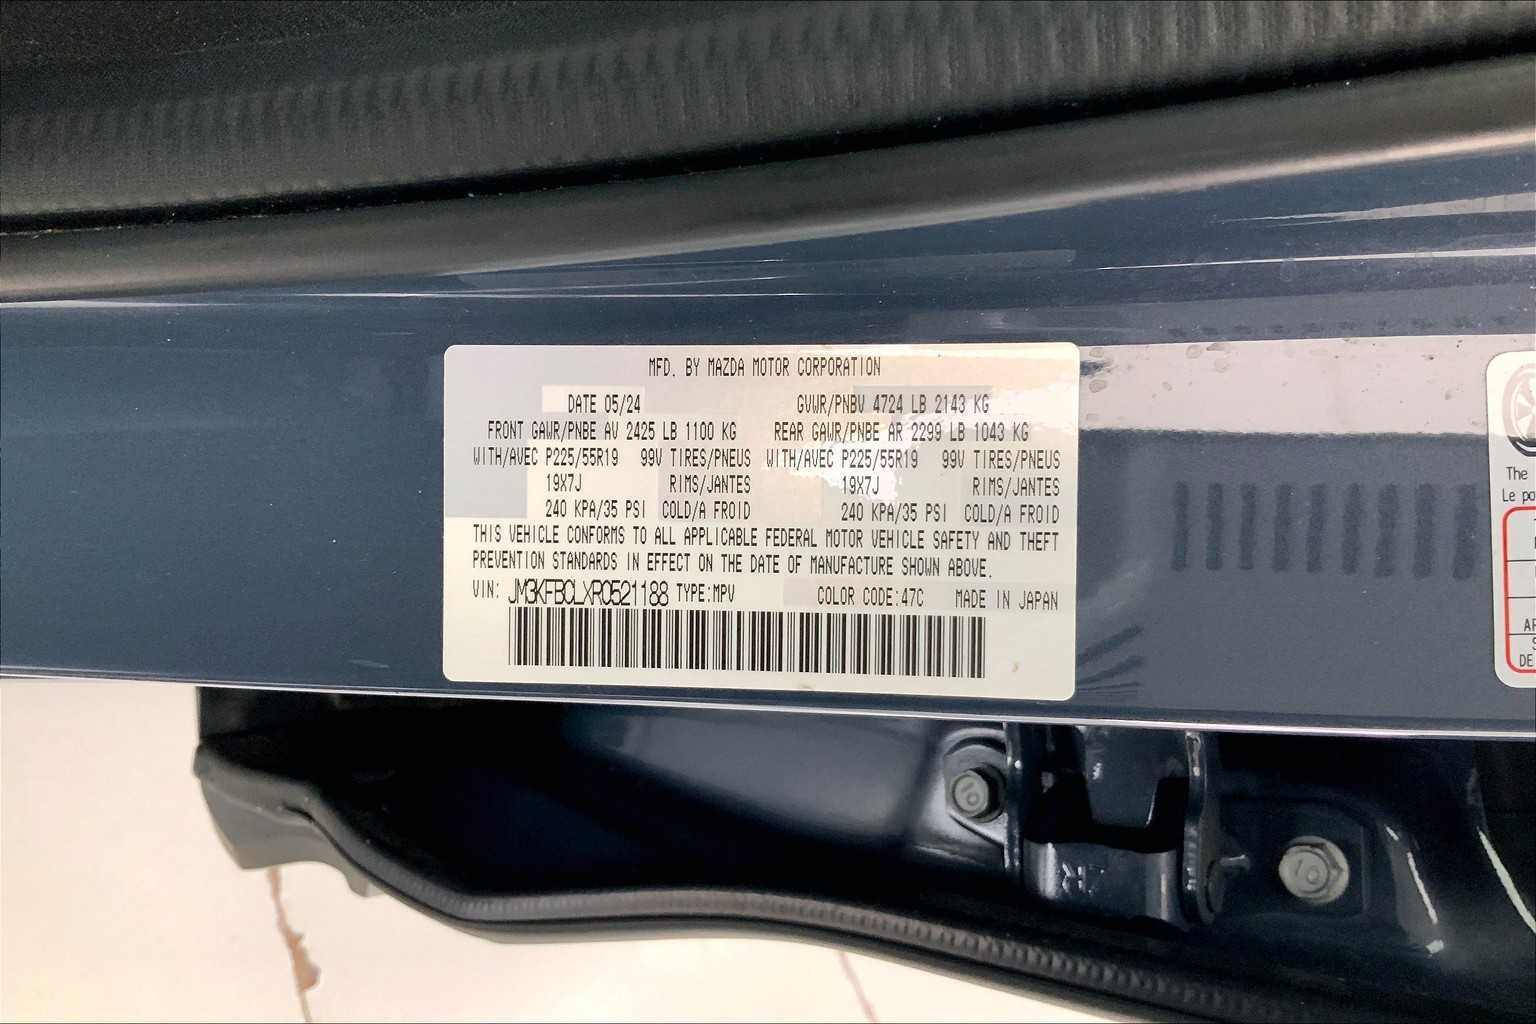 MFD. BY MAZDA MOTOR CORPORATION
DATE 05/24 GVWR/PNBV 4724 LB 2143 KG
FRONT GAWR/PNBE AV 2425 LB 1100 KG REAR GAWR/PNBE AR 2299 LB 1043 KG
WITH/AVEC P225/55R19 99V TIRES/PNEUS WITH/AVEC P225/55R19 99V TIRES/PNEUS
19X7J RIMS/JANTES 19X7J RIMS/JANTES
240 KPA/35 PSI COLD/A FROID 240 KPA/35 PSI COLD/A FROID
THIS VEHICLE CONFORMS TO ALL APPLICABLE FEDERAL MOTOR VEHICLE SAFETY AND THEFT
PREVENTION STANDARDS IN EFFECT ON THE DATE OF MANUFACTURE SHOWN ABOVE.
VIN: JM3KFBCLXR0521188 TYPE:MPV COLOR CODE:47C MADE IN JAPAN
The
Le
DE
10
10